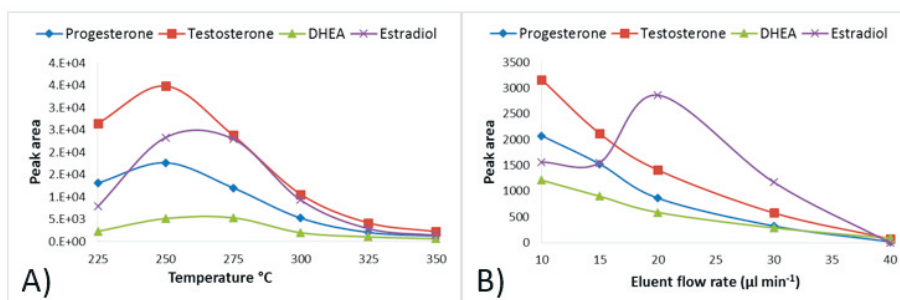 Progesterone Testosterone DHEA Estradiol
4.E+04
4.E+04
3.E+04
3.E+04
2.E+04
2.E+04
1.E+04
5.E+03
0.E+00
Peak area
225 250 275 300 325 350
Temperature °C
A)
Progesterone Testosterone DHEA Estradiol
3500
3000
2500
2000
1500
1000
500
0
Peak area
10 15 20 30 40
Eluent flow rate (µl min-1)
B)